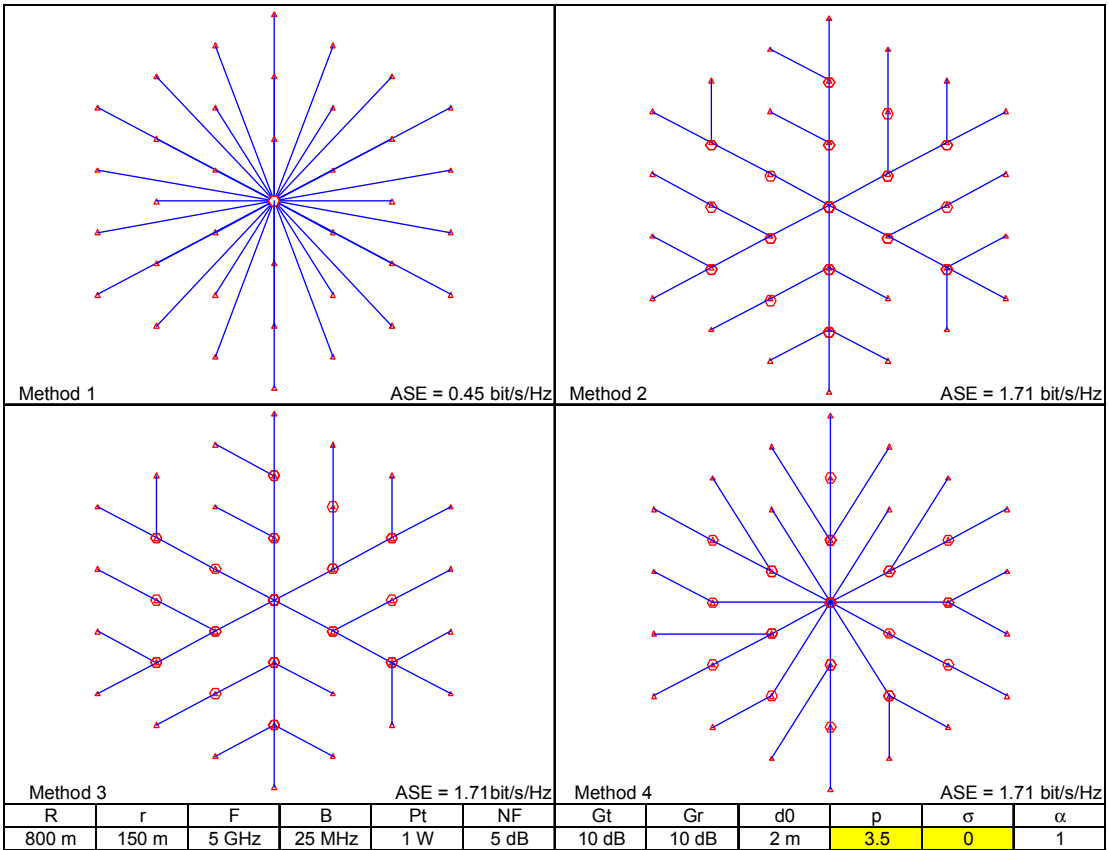 Method 1 ASE = 0.45 bit/s/Hz
Method 2 ASE = 1.71 bit/s/Hz
Method 3 ASE = 1.71bit/s/Hz
Method 4 ASE = 1.71 bit/s/Hz
R r F B Pt NF Gt Gr d0 p σ α
800 m 150 m 5 GHz 25 MHz 1 W 5 dB 10 dB 10 dB 2 m 3.5 0 1